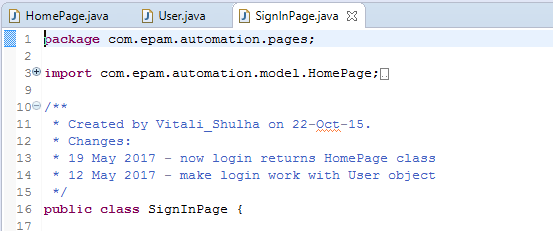 HomePage.java User.java SignInPage.java
1 package com.epam.automation.pages;
2
3 import com.epam.automation.model.HomePage;
9
10 /**
11 * Created by Vitali_Shulha on 22-Oct-15.
12 * Changes:
13 * 19 May 2017 - now login returns HomePage class
14 * 12 May 2017 - make login work with User object
15 */
16 public class SignInPage {
17